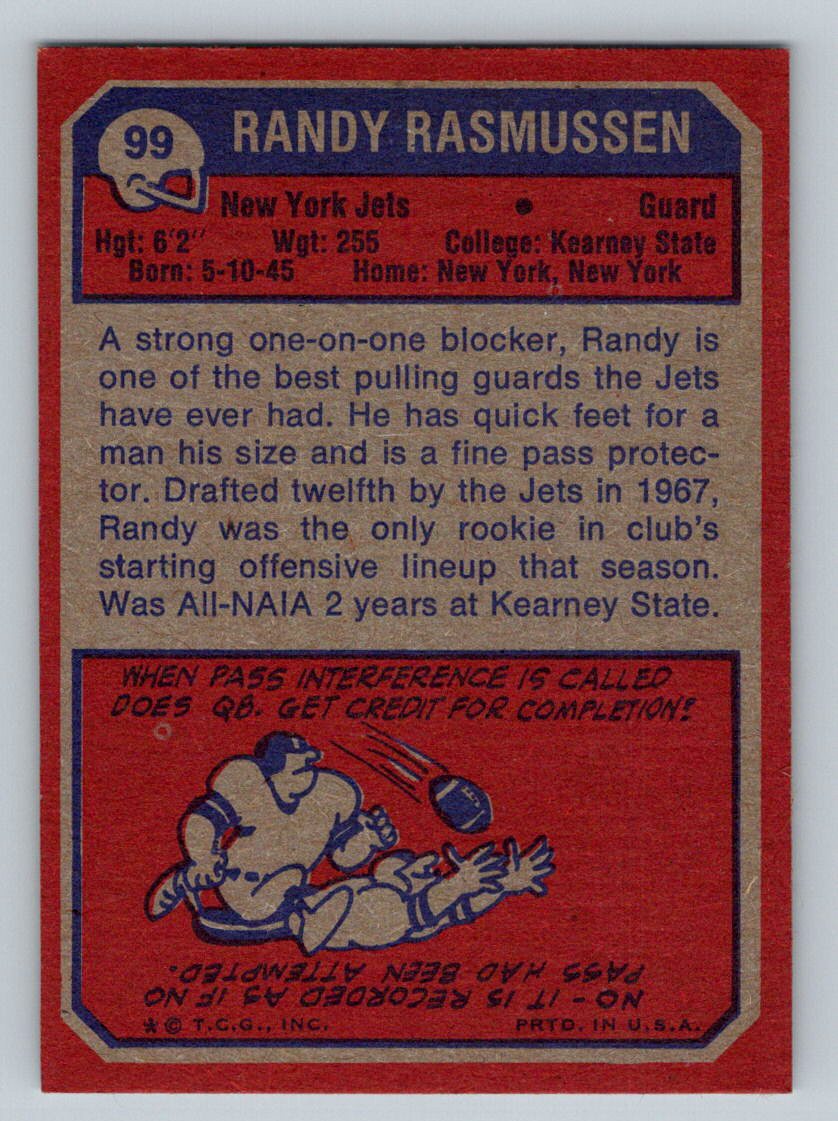 99 RANDY RASMUSSEN
New York Jets • Guard
Hgt: 6'2" Wgt: 255 College: Kearney State
Born: 5-10-45 Home: New York, New York
A strong one-on-one blocker, Randy is
one of the best pulling guards the Jets
have ever had. He has quick feet for a
man his size and is a fine pass protec-
tor. Drafted twelfth by the Jets in 1967,
Randy was the only rookie in club's
starting offensive lineup that season.
Was All-NAIA 2 years at Kearney State.
WHEN PASS INTERFERENCE IS CALLED
DOES QB. GET CREDIT FOR COMPLETION?
NO - IT IS RECORDED AS IF NO
PASS HAD BEEN ATTEMPTED.
* © T.C.G., INC. PRTD. IN U.S.A.